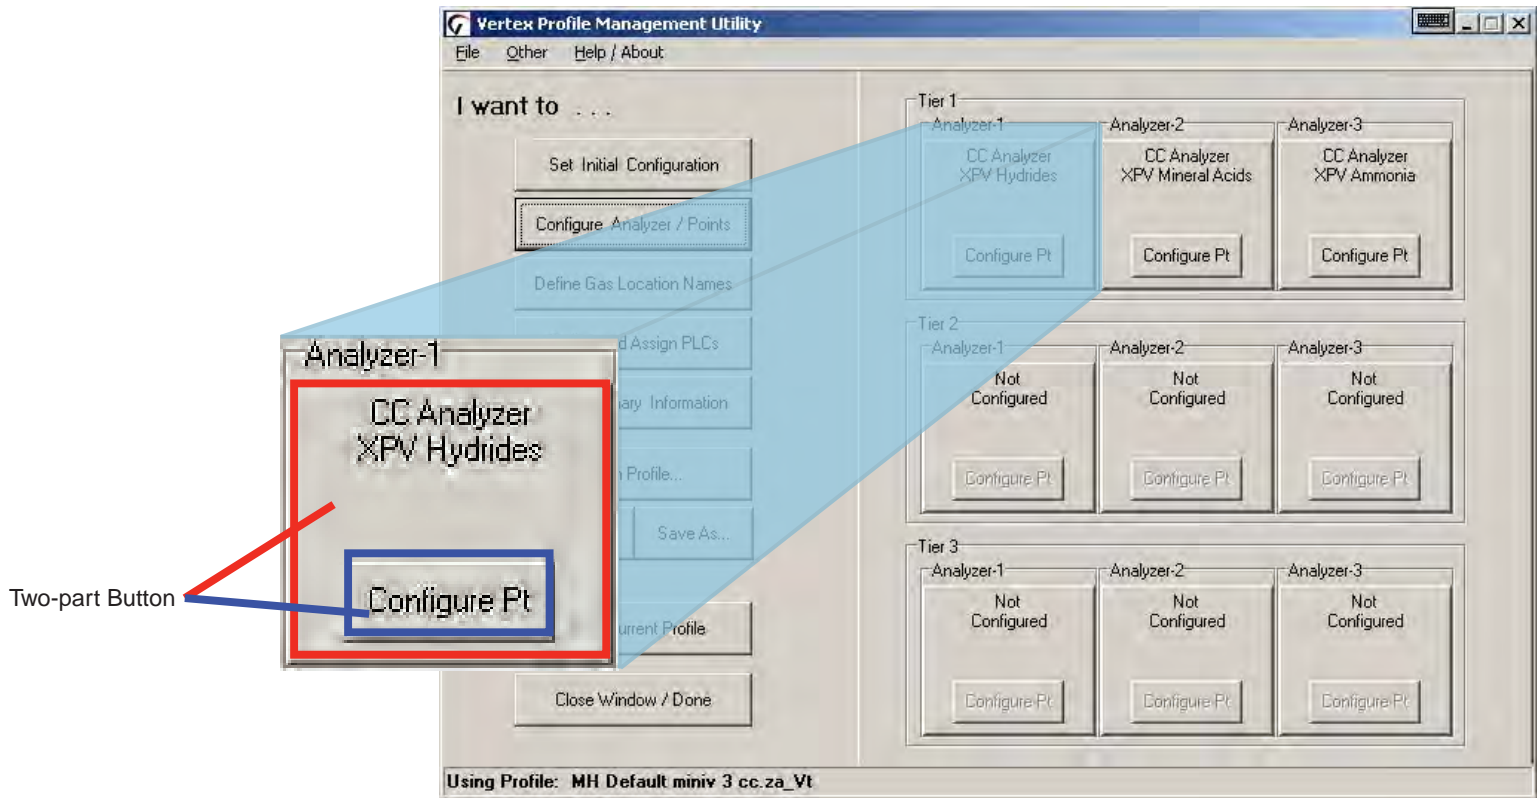 Vertex Profile Management Utility
File Other Help / About
I want to . . .
Set Initial Configuration
Configure Analyzer / Points
Define Gas Location Names
d Assign PLCs
ary Information
Profile...
Save As...
urrent Profile
Close Window / Done
Tier 1
Analyzer-1
CC Analyzer
XPV Hydrides
Configure Pt
Analyzer-2
CC Analyzer
XPV Mineral Acids
Configure Pt
Analyzer-3
CC Analyzer
XPV Ammonia
Configure Pt
Tier 2
Analyzer-1
Not
Configured
Configure Pt
Analyzer-2
Not
Configured
Configure Pt
Analyzer-3
Not
Configured
Configure Pt
Tier 3
Analyzer-1
Not
Configured
Configure Pt
Analyzer-2
Not
Configured
Configure Pt
Analyzer-3
Not
Configured
Configure Pt
Analyzer-1
CC Analyzer
XPV Hydrides
Configure Pt
Two-part Button
Using Profile: MH Default miniv 3 cc.za_Vt